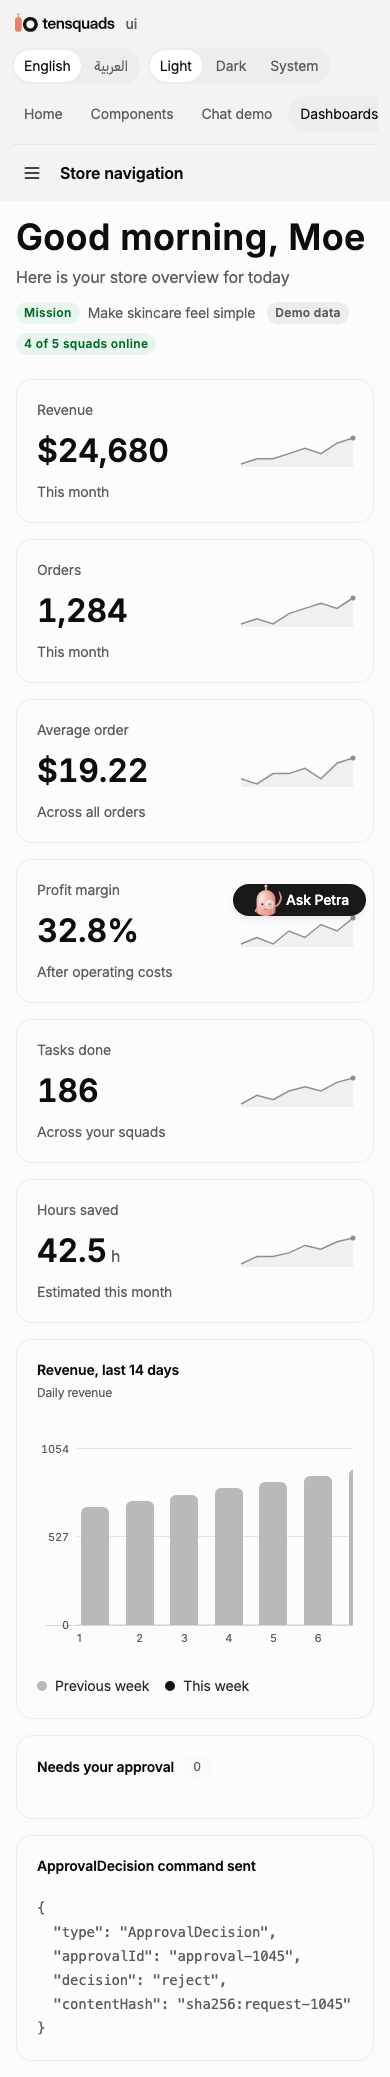 tensquads ui
English العربية Light Dark System
Home Components Chat demo Dashboards
Store navigation
Good morning, Moe
Here is your store overview for today
Mission Make skincare feel simple Demo data
4 of 5 squads online
Revenue
$24,680
This month
Orders
1,284
This month
Average order
$19.22
Across all orders
Profit margin
Ask Petra
32.8%
After operating costs
Tasks done
186
Across your squads
Hours saved
42.5 h
Estimated this month
Revenue, last 14 days
Daily revenue
1054
527
0
1 2 3 4 5 6
Previous week This week
Needs your approval 0
ApprovalDecision command sent
{
"type": "ApprovalDecision",
"approvalId": "approval-1045",
"decision": "reject",
"contentHash": "sha256:request-1045"
}